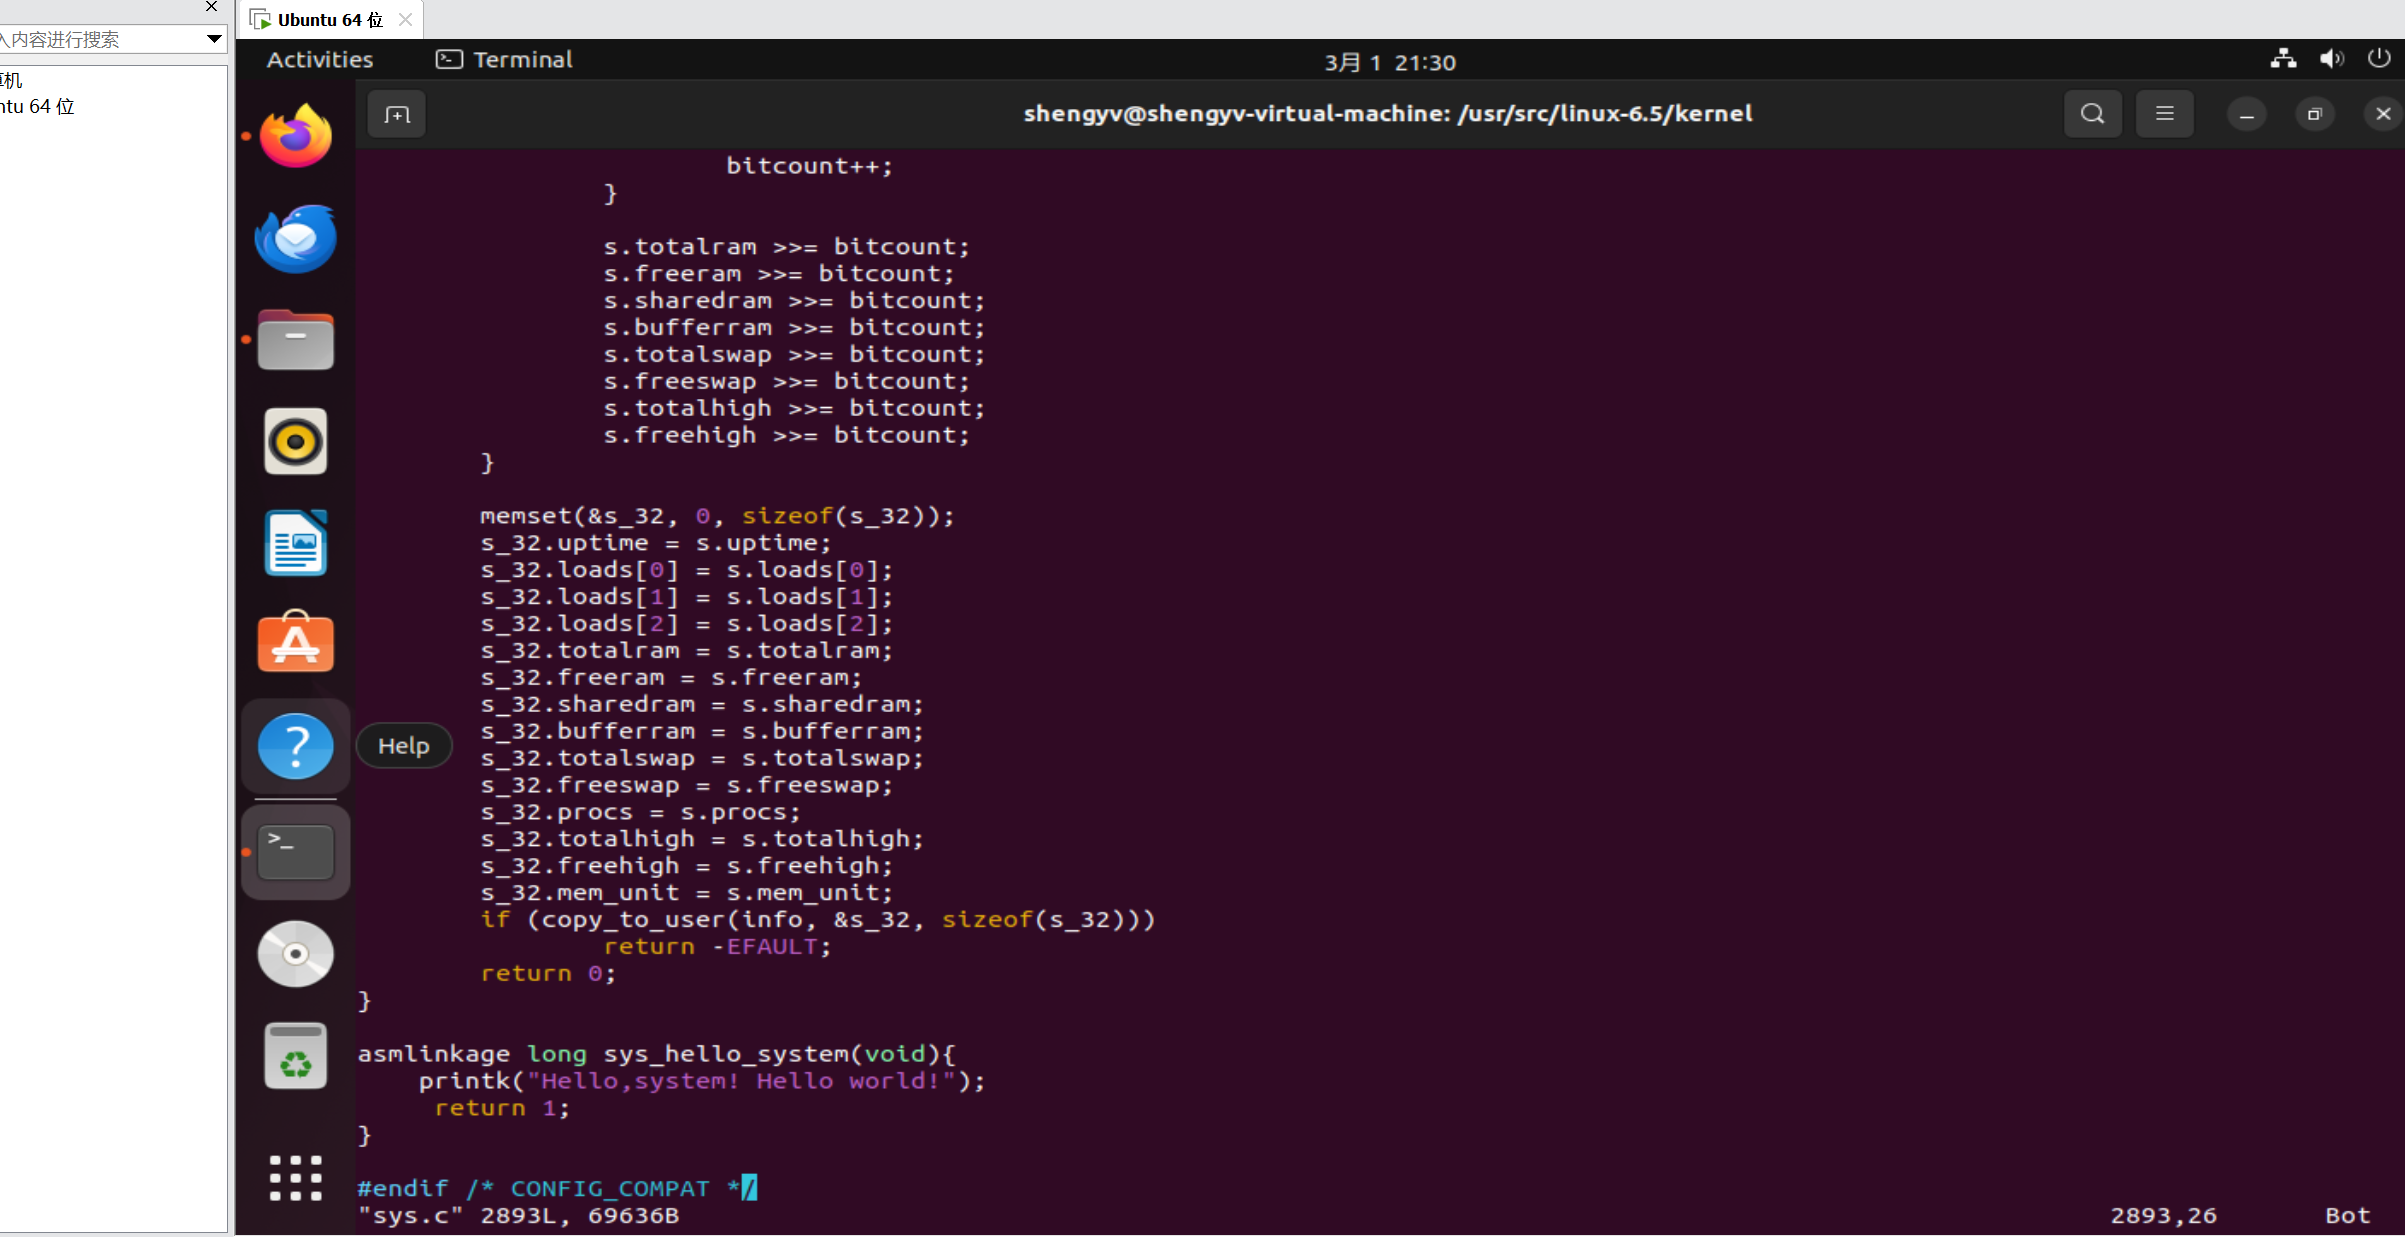 Ubuntu 64 位
入内容进行搜索
算机
ntu 64 位
Activities
Terminal
3月 1 21:30
shengyv@shengyv-virtual-machine: /usr/src/linux-6.5/kernel
bitcount++;
}
s.totalram >>= bitcount;
s.freeram >>= bitcount;
s.sharedram >>= bitcount;
s.bufferram >>= bitcount;
s.totalswap >>= bitcount;
s.freeswap >>= bitcount;
s.totalhigh >>= bitcount;
s.freehigh >>= bitcount;
}
memset(&s_32, 0, sizeof(s_32));
s_32.uptime = s.uptime;
s_32.loads[0] = s.loads[0];
s_32.loads[1] = s.loads[1];
s_32.loads[2] = s.loads[2];
s_32.totalram = s.totalram;
s_32.freeram = s.freeram;
s_32.sharedram = s.sharedram;
s_32.bufferram = s.bufferram;
Help
s_32.totalswap = s.totalswap;
s_32.freeswap = s.freeswap;
s_32.procs = s.procs;
s_32.totalhigh = s.totalhigh;
s_32.freehigh = s.freehigh;
s_32.mem_unit = s.mem_unit;
if (copy_to_user(info, &s_32, sizeof(s_32)))
return -EFAULT;
return 0;
}
asmlinkage long sys_hello_system(void){
printk("Hello,system! Hello world!");
return 1;
}
#endif /* CONFIG_COMPAT */
"sys.c" 2893L, 69636B
2893,26
Bot